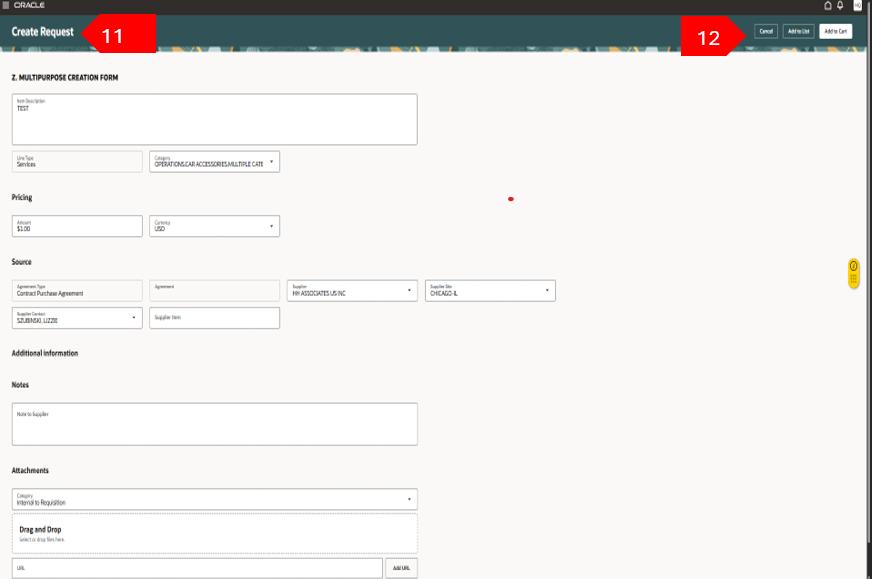 ORACLE
HQ
Create Request
11
12
Cancel
Add to List
Add to Cart
Z. MULTIPURPOSE CREATION FORM
Item Description
TEST
Line Type
Services
Category
OPERATIONS.CAR ACCESSORIES.MULTIPLE CATE
Pricing
Amount
$1.00
Currency
USD
Source
Agreement Type
Contract Purchase Agreement
Agreement
Supplier
HH ASSOCIATES US INC
Supplier Site
CHICAGO-IL
Supplier Contact
SZUBINSKI, LIZZIE
Supplier Item
Additional information
Notes
Note to Supplier
Attachments
Category
Internal to Requisition
Drag and Drop
Select or drop files here.
URL
Add URL